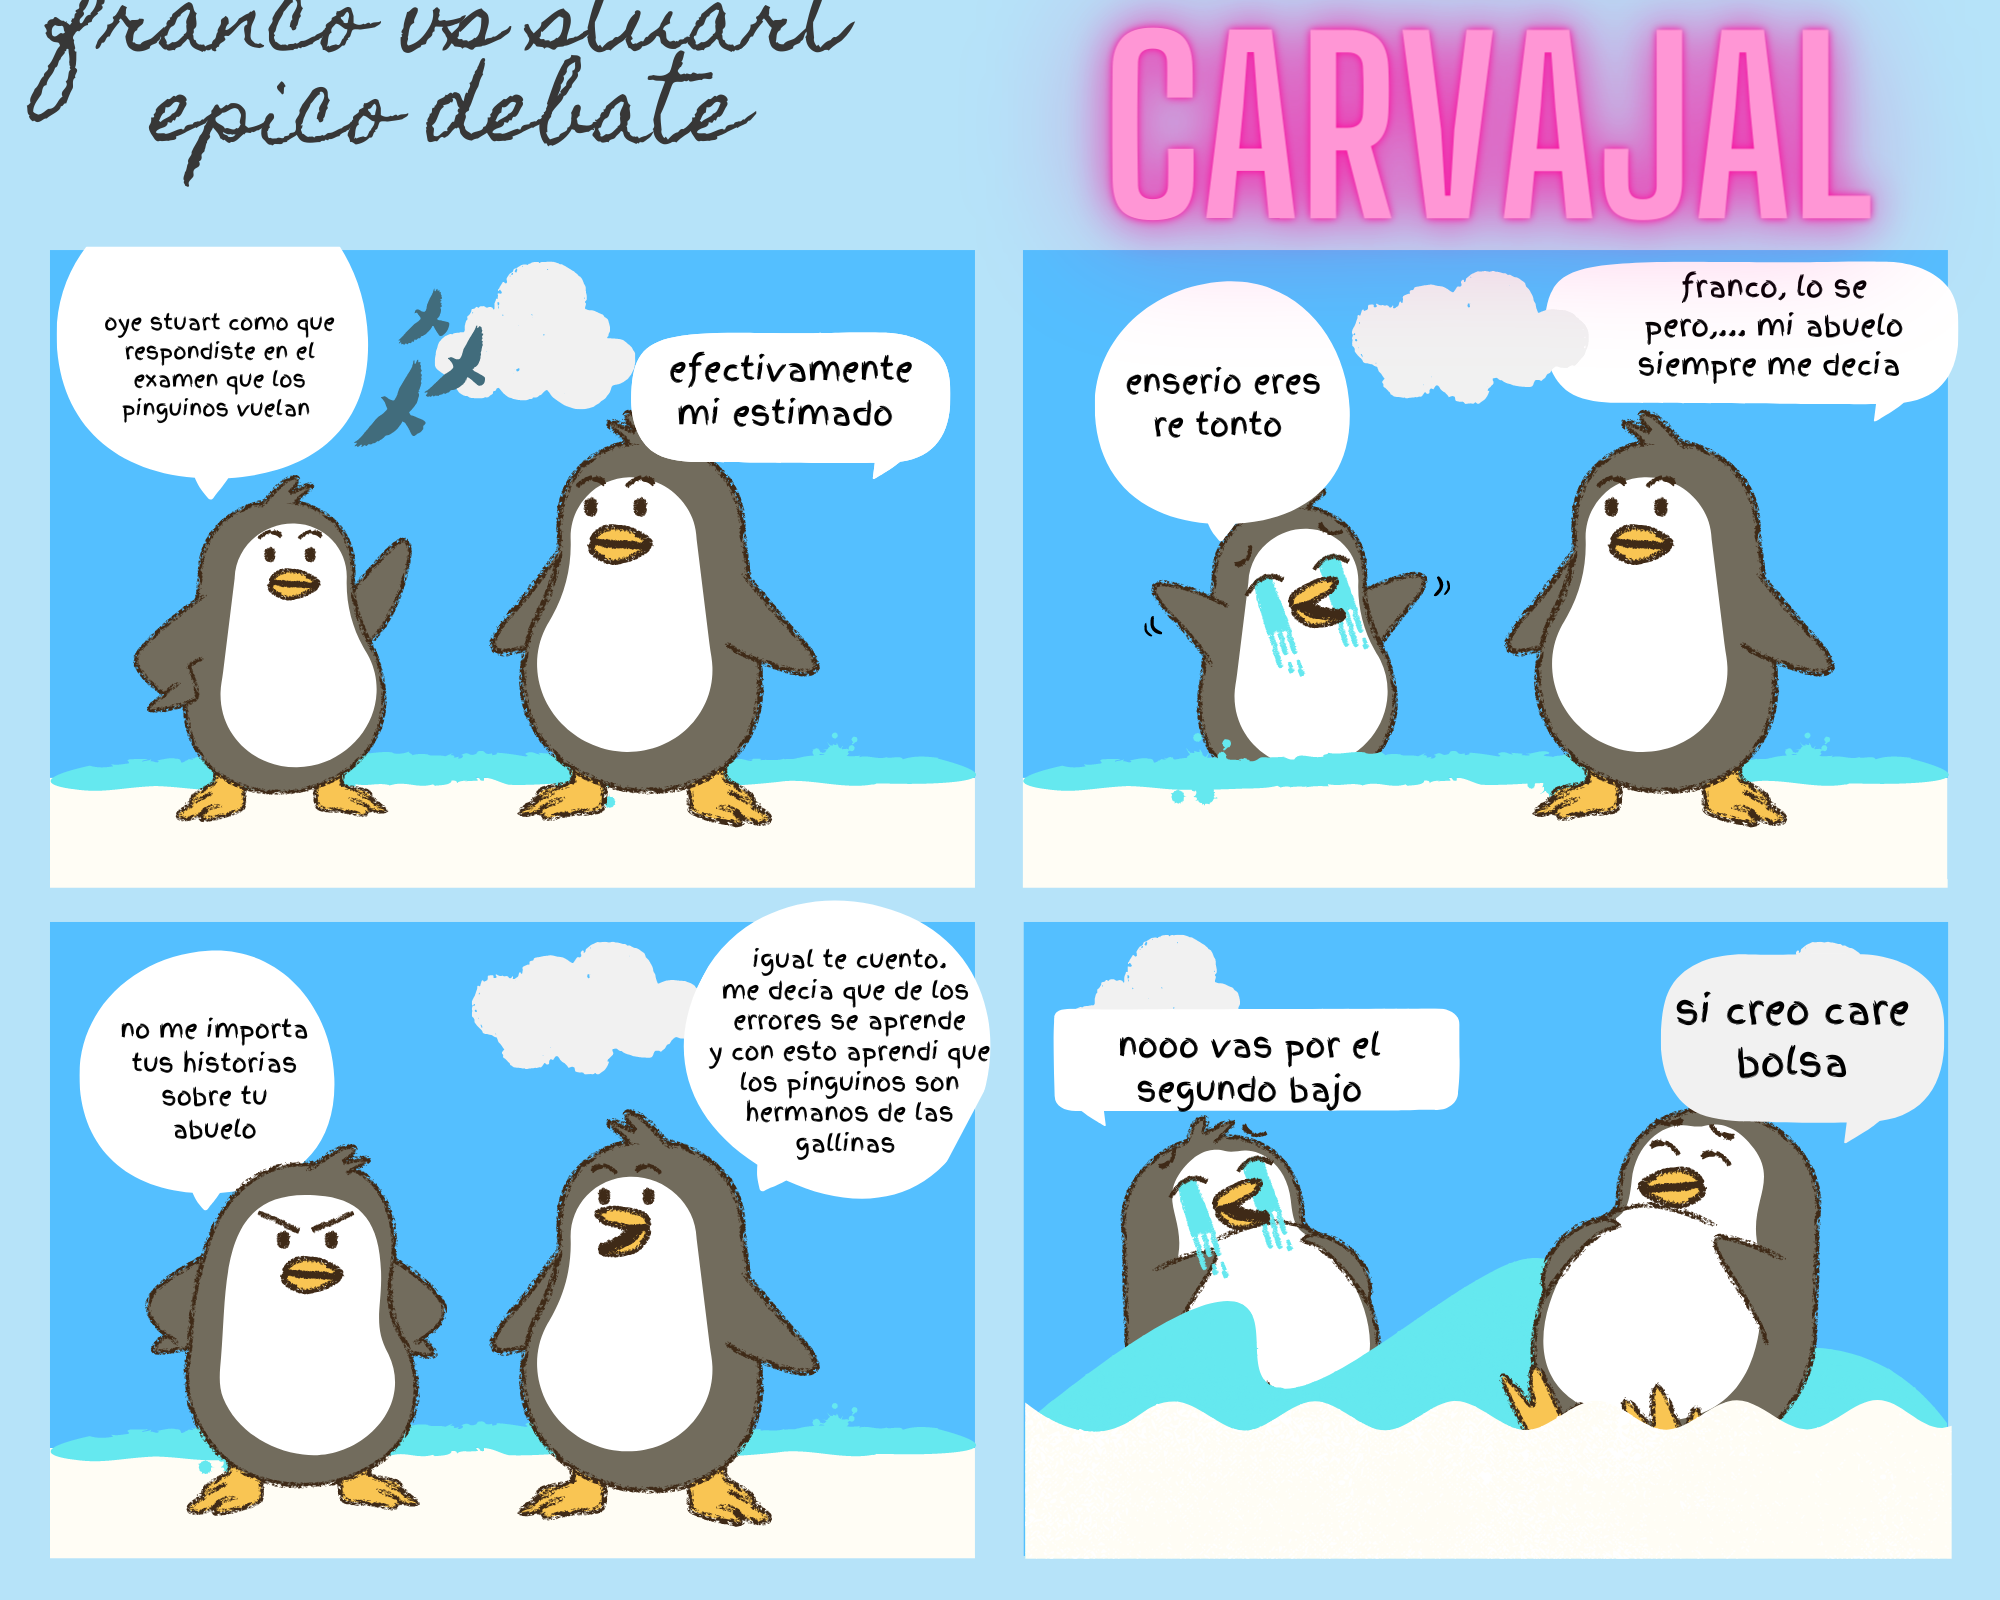 franco vs stuart
epico debate
CARVAJAL
oye stuart como que
respondiste en el
examen que los
pinguinos vuelan
efectivamente
mi estimado
enserio eres
re tonto
franco, lo se
pero,... mi abuelo
siempre me decia
no me importa
tus historias
sobre tu
abuelo
igual te cuento.
me decia que de los
errores se aprende
y con esto aprendi que
los pinguinos son
hermanos de las
gallinas
nooo vas por el
segundo bajo
si creo care
bolsa